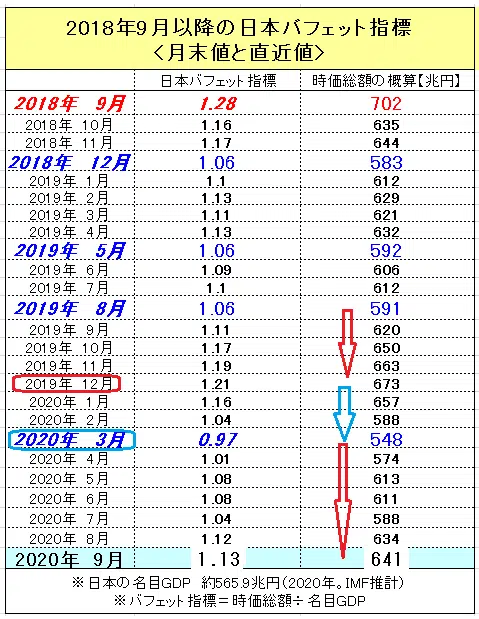 2018年9月以降の日本バフェット指標
<月末値と直近値>
日本バフェット指標 時価総額の概算【兆円】
2018年 9月 1.28 702
2018年 10月 1.16 635
2018年 11月 1.17 644
2018年 12月 1.06 583
2019年 1月 1.1 612
2019年 2月 1.13 629
2019年 3月 1.11 621
2019年 4月 1.13 632
2019年 5月 1.06 592
2019年 6月 1.09 606
2019年 7月 1.1 612
2019年 8月 1.06 591
2019年 9月 1.11 620
2019年 10月 1.17 650
2019年 11月 1.19 663
2019年 12月 1.21 673
2020年 1月 1.16 657
2020年 2月 1.04 588
2020年 3月 0.97 548
2020年 4月 1.01 574
2020年 5月 1.08 613
2020年 6月 1.08 611
2020年 7月 1.04 588
2020年 8月 1.12 634
2020年 9月 1.13 641
※日本の名目GDP 約565.9兆円(2020年。IMF推計)
※バフェット指標=時価総額÷名目GDP